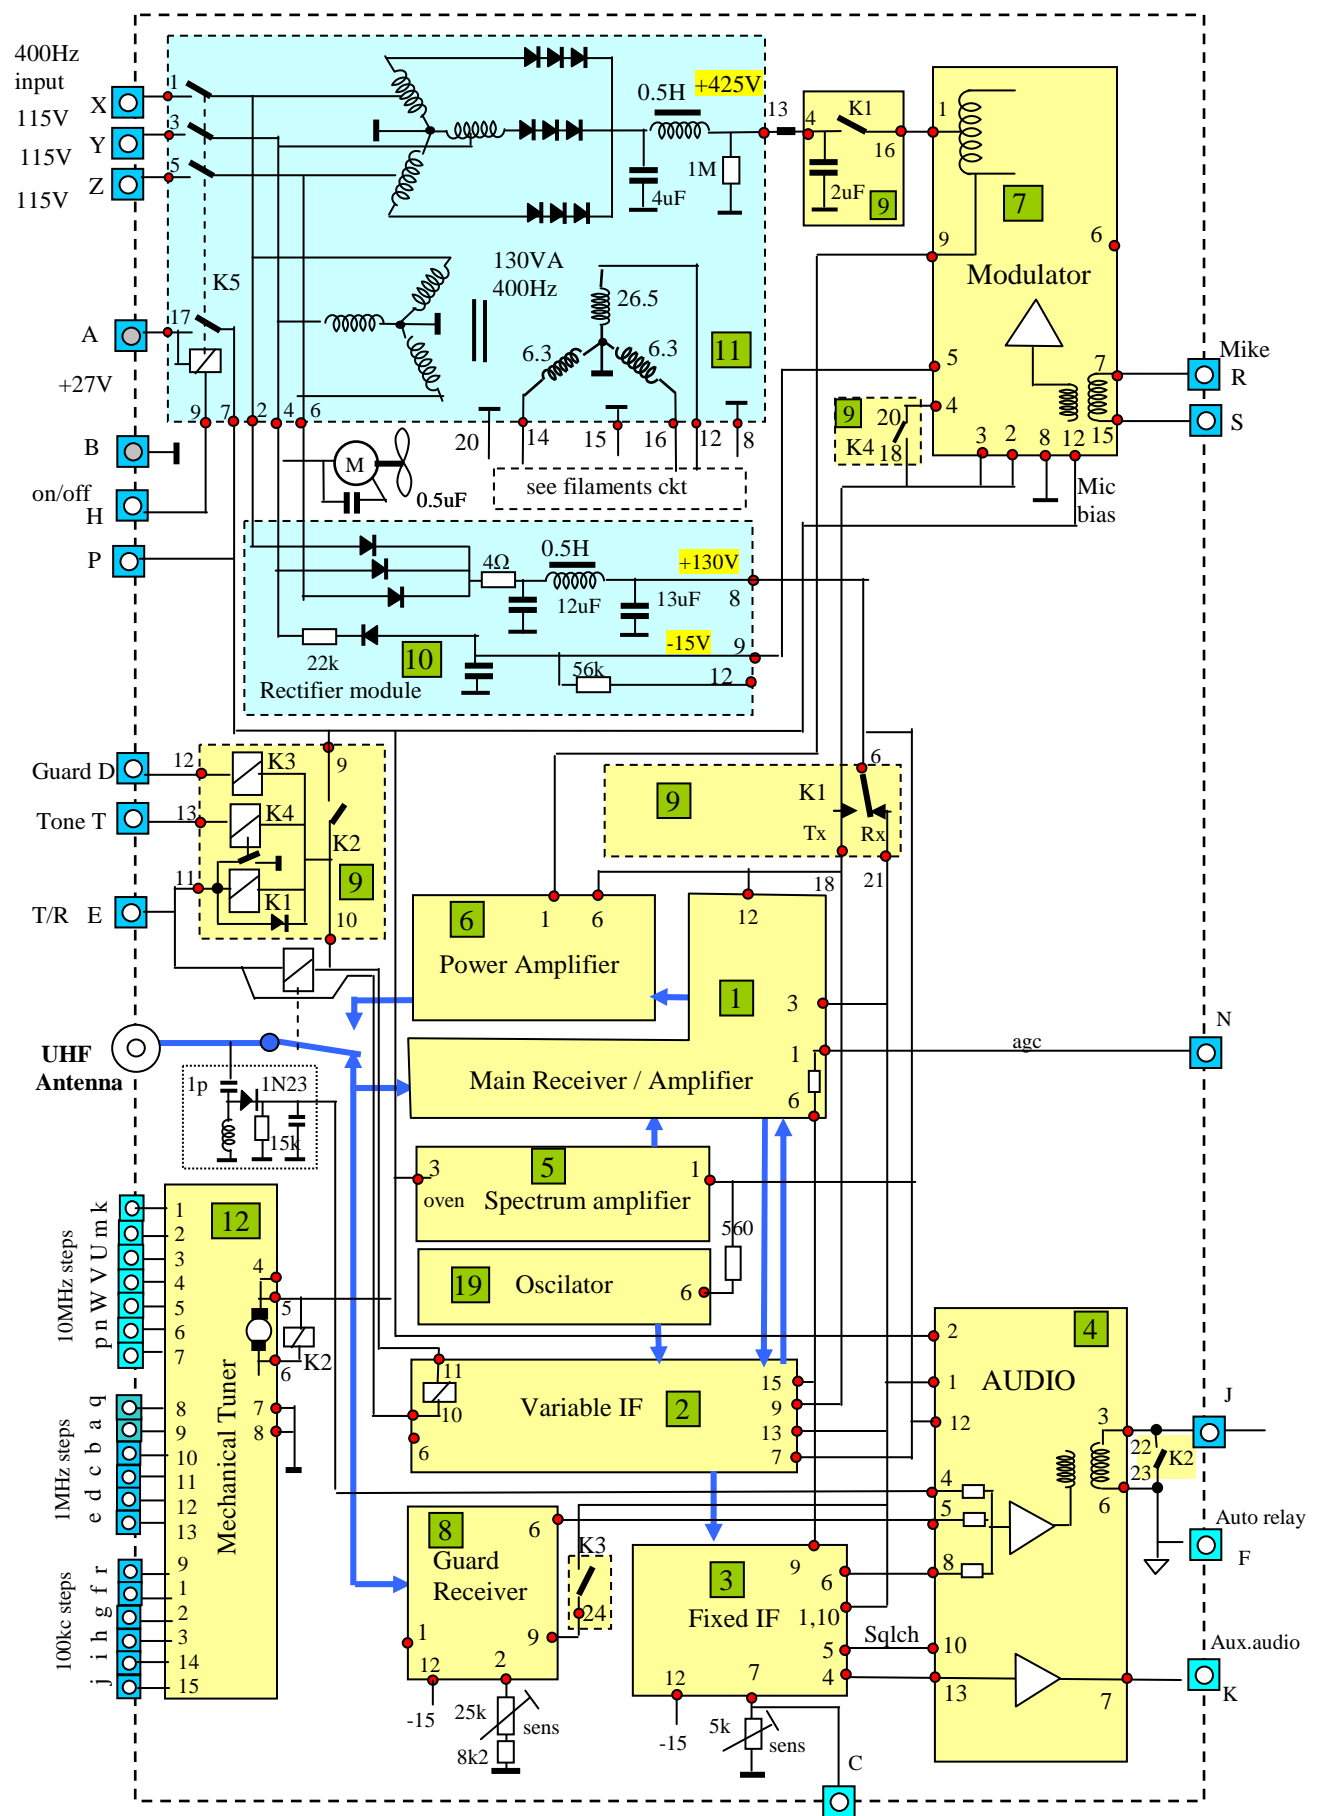 400Hz
input
X
115V
Y
115V
Z
115V
1
3
5
K5
17
A
+27V
B
on/off
H
P
9
7
2
4
6
0.5H
+425V
1M
4uF
130VA
400Hz
26.5
6.3
6.3
11
20
14
15
16
12
8
13
4
K1
16
2uF
9
1
7
9
6
Modulator
5
4
7
3
2
8
12
15
Mic
bias
Mike
R
S
9
20
K4
18
M
0.5uF
see filaments ckt
4Ω
0.5H
+130V
8
12uF
13uF
-15V
9
22k
10
56k
12
Rectifier module
Guard D
12
K3
9
Tone T
13
K4
K2
9
11
K1
10
T/R E
9
K1
6
Tx
Rx
18
21
6
1
6
12
Power Amplifier
1
3
1
6
Main Receiver / Amplifier
agc
N
UHF
Antenna
1p
1N23
15k
3
5
1
oven
Spectrum amplifier
560
19
Oscilator
6
11
10
6
Variable IF
2
15
9
13
7
12
10MHz steps
p n W V U m k
1
2
3
4
5
6
7
4
5
6
K2
7
8
1MHz steps
e d c b a q
8
9
10
11
12
13
Mechanical Tuner
100kc steps
j i h g f r
9
1
2
3
14
15
8
Guard
Receiver
6
1
12
2
9
-15
25k
sens
8k2
K3
24
3
Fixed IF
9
6
1,10
5
4
12
7
-15
5k
sens
Sqlch
C
4
AUDIO
2
1
12
4
5
8
10
13
3
6
7
22
23
K2
J
Auto relay
F
Aux.audio
K